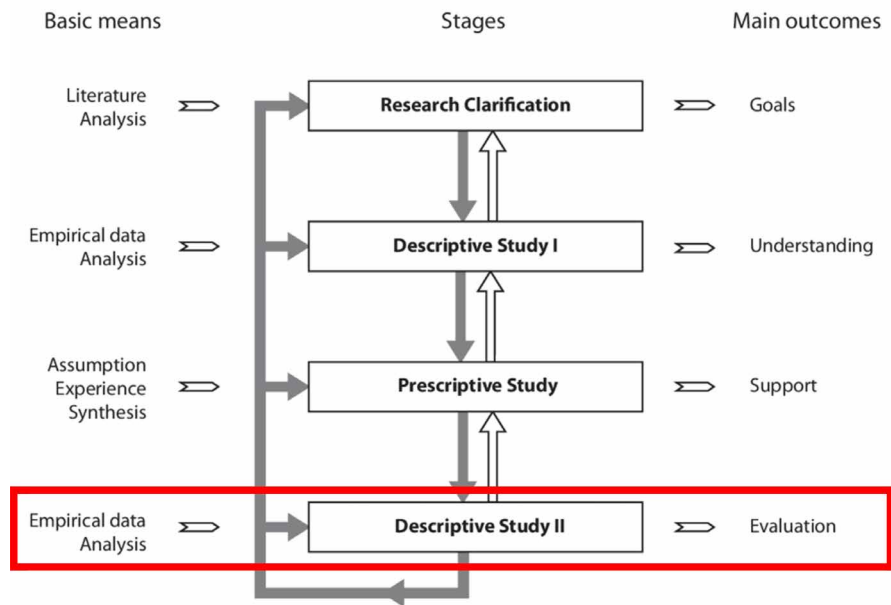 Basic means
Stages
Main outcomes
Literature
Analysis
Research Clarification
Goals
Empirical data
Analysis
Descriptive Study I
Understanding
Assumption
Experience
Synthesis
Prescriptive Study
Support
Empirical data
Analysis
Descriptive Study II
Evaluation